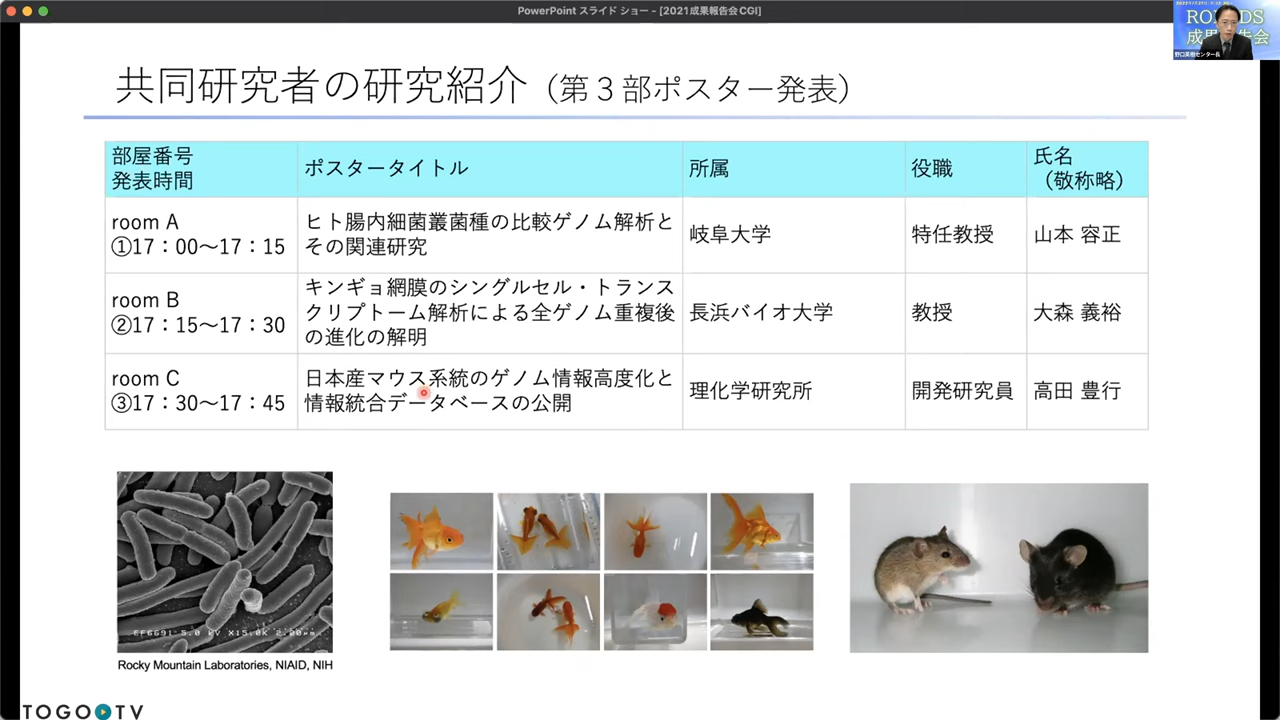 PowerPoint スライド ショー - [2021成果報告会CGI]
共同研究者の研究紹介（第３部ポスター発表）
部屋番号
発表時間
ポスタータイトル
所属
役職
氏名
（敬称略）
room A
①17：00～17：15
ヒト腸内細菌叢菌種の比較ゲノム解析と
その関連研究
岐阜大学
特任教授
山本 容正
room B
②17：15～17：30
キンギョ網膜のシングルセル・トランス
クリプトーム解析による全ゲノム重複後
の進化の解明
長浜バイオ大学
教授
大森 義裕
room C
③17：30～17：45
日本産マウス系統のゲノム情報高度化と
情報統合データベースの公開
理化学研究所
開発研究員
高田 豊行
EF6691 5.0 kV X15.0K 2.00μm
Rocky Mountain Laboratories, NIAID, NIH
TOGO TV